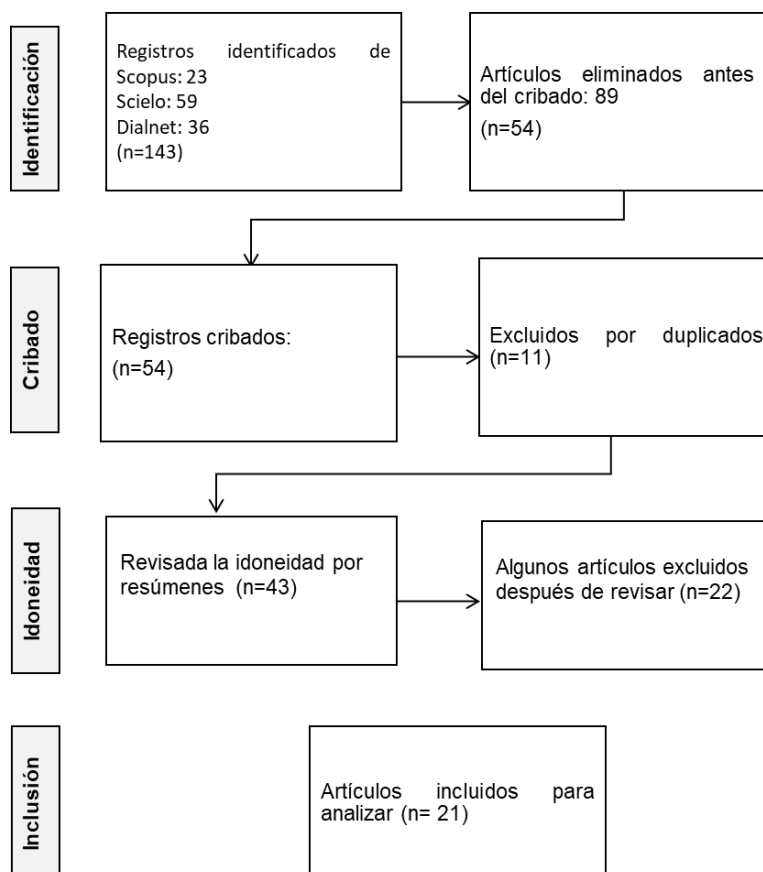 Identificación
Registros identificados de
Scopus: 23
Scielo: 59
Dialnet: 36
(n=143)
Artículos eliminados antes
del cribado: 89
(n=54)
Cribado
Registros cribados:
(n=54)
Excluidos por duplicados
(n=11)
Idoneidad
Revisada la idoneidad por
resúmenes (n=43)
Algunos artículos excluidos
después de revisar (n=22)
Inclusión
Artículos incluidos para
analizar (n= 21)